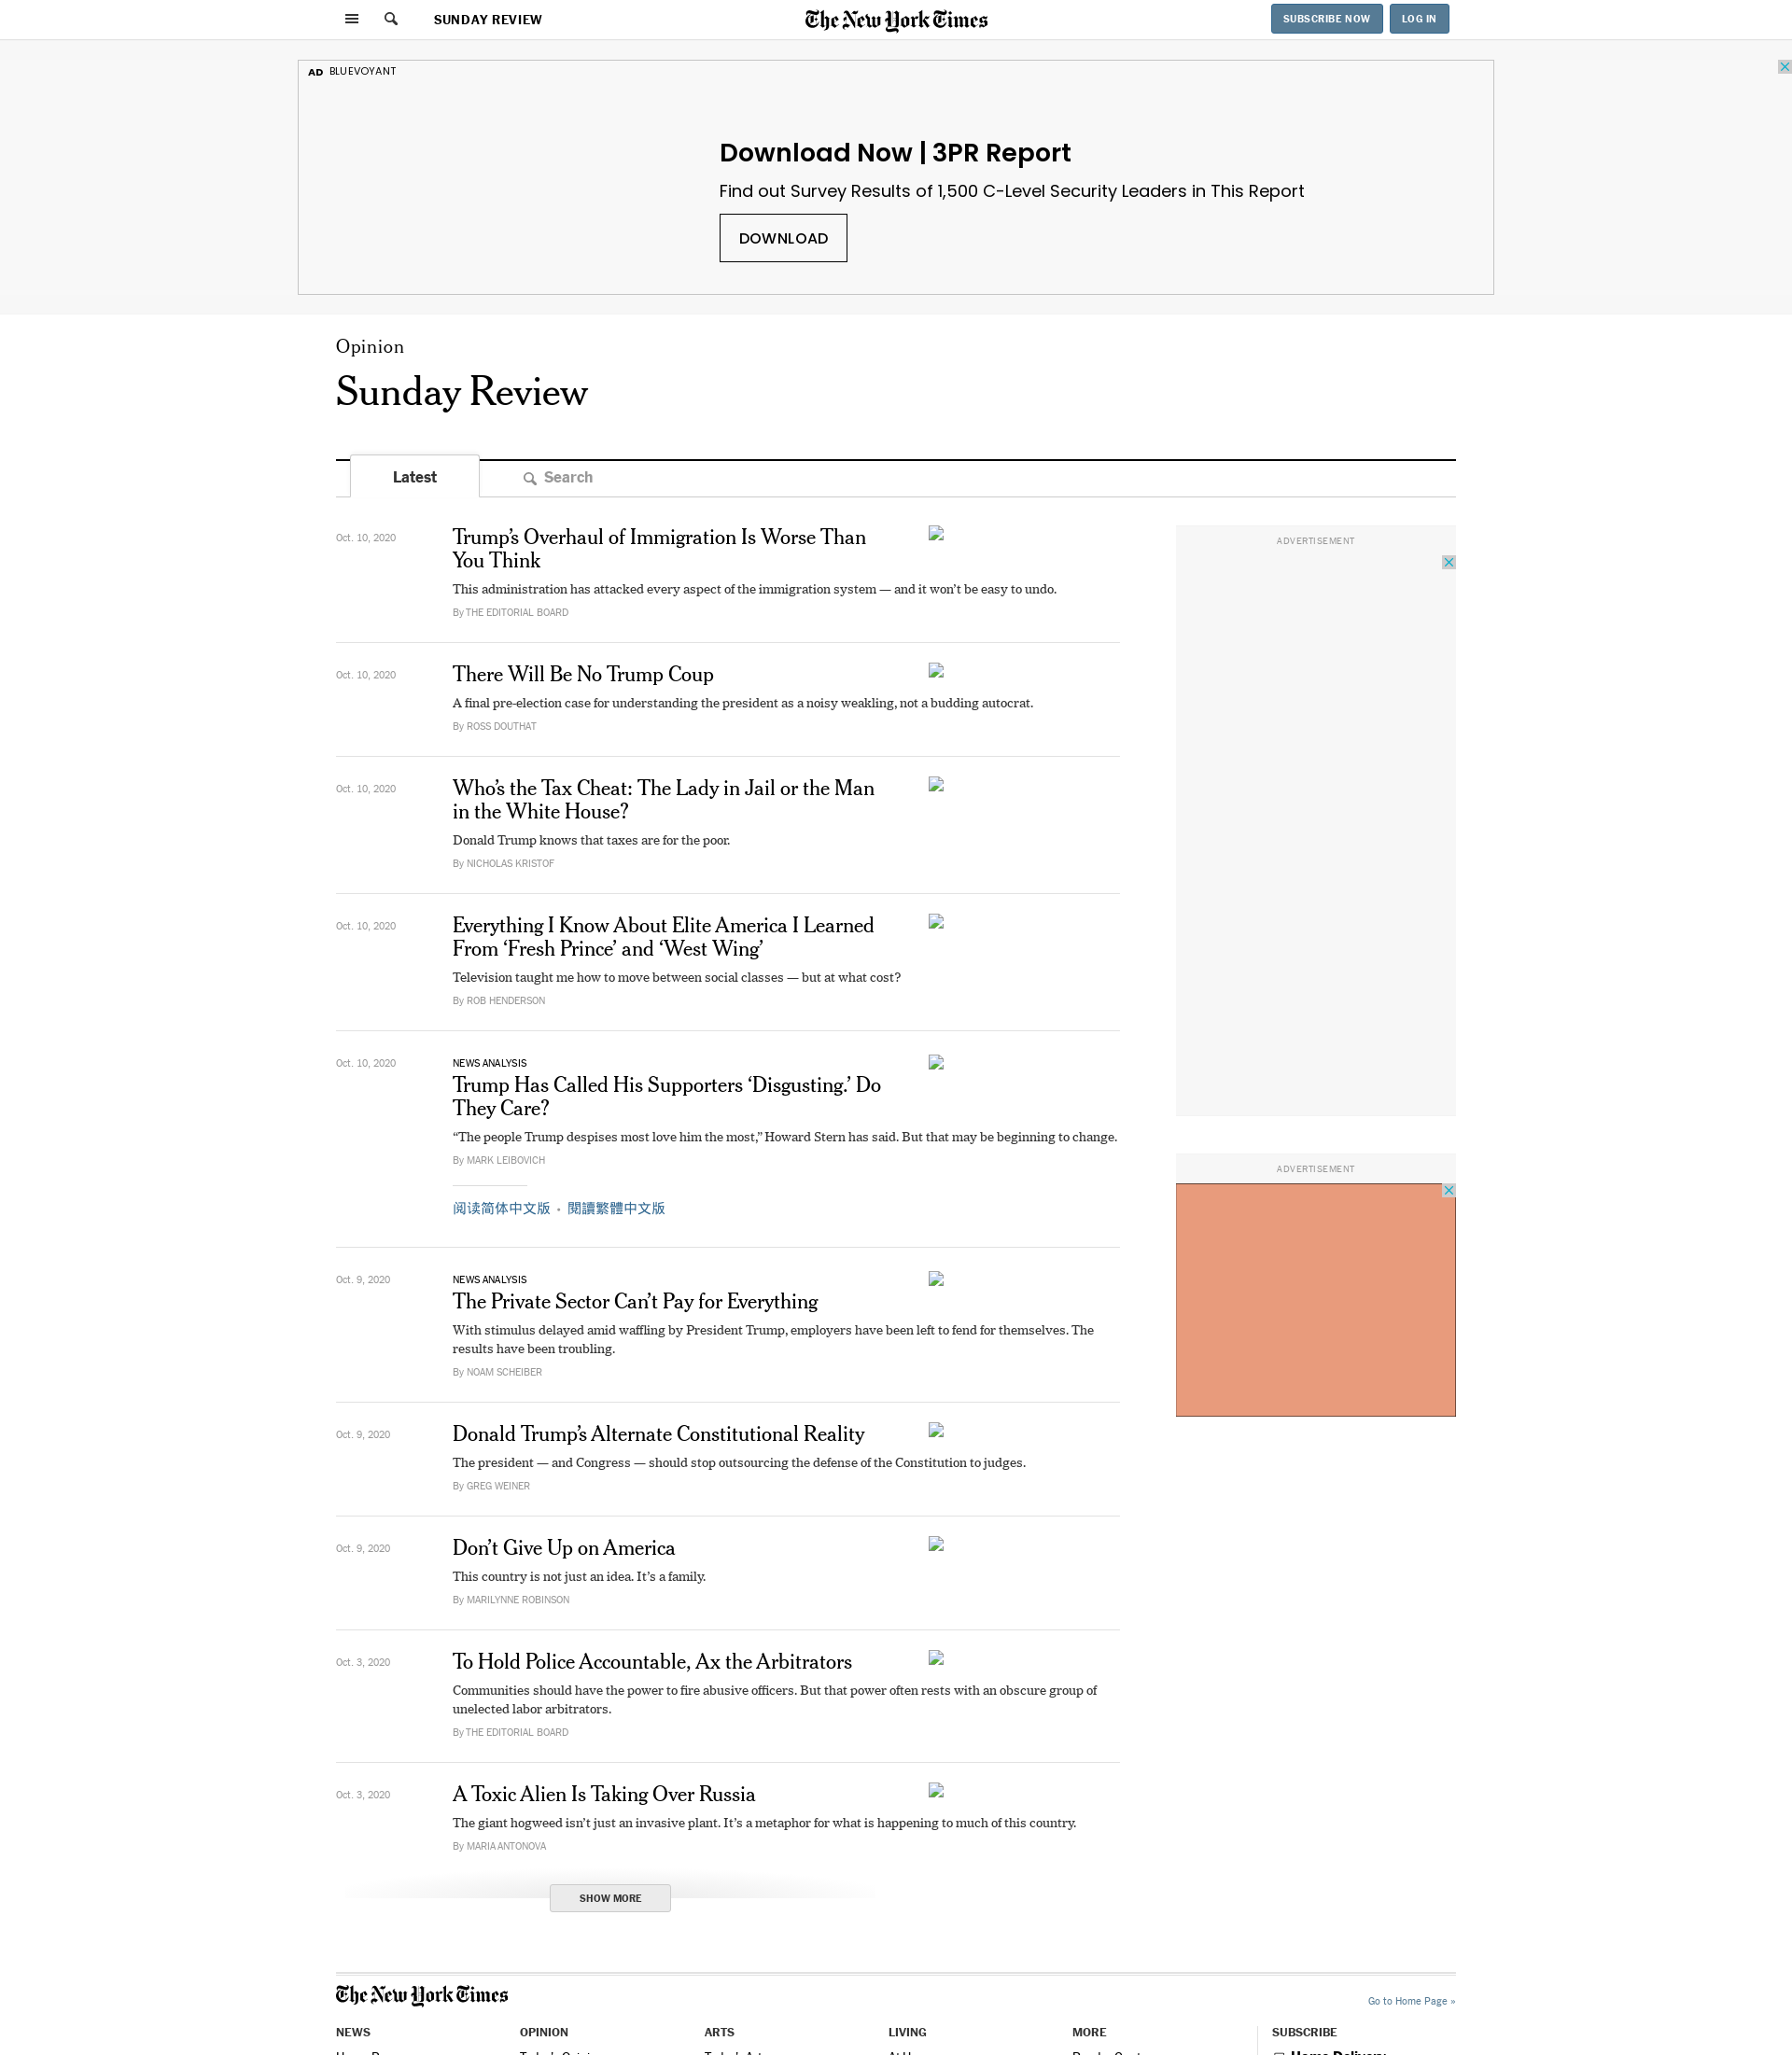 SUNDAY REVIEW
The New York Times
SUBSCRIBE NOW
LOG IN
AD BLUEVOYANT
Download Now | 3PR Report
Find out Survey Results of 1,500 C-Level Security Leaders in This Report
DOWNLOAD
Opinion
Sunday Review
Latest
Search
Oct. 10, 2020
Trump’s Overhaul of Immigration Is Worse Than
You Think
This administration has attacked every aspect of the immigration system — and it won’t be easy to undo.
By THE EDITORIAL BOARD
ADVERTISEMENT
Oct. 10, 2020
There Will Be No Trump Coup
A final pre-election case for understanding the president as a noisy weakling, not a budding autocrat.
By ROSS DOUTHAT
Oct. 10, 2020
Who’s the Tax Cheat: The Lady in Jail or the Man
in the White House?
Donald Trump knows that taxes are for the poor.
By NICHOLAS KRISTOF
Oct. 10, 2020
Everything I Know About Elite America I Learned
From ‘Fresh Prince’ and ‘West Wing’
Television taught me how to move between social classes — but at what cost?
By ROB HENDERSON
Oct. 10, 2020
NEWS ANALYSIS
Trump Has Called His Supporters ‘Disgusting.’ Do
They Care?
“The people Trump despises most love him the most,” Howard Stern has said. But that may be beginning to change.
By MARK LEIBOVICH
阅读简体中文版 • 閱讀繁體中文版
ADVERTISEMENT
Oct. 9, 2020
NEWS ANALYSIS
The Private Sector Can’t Pay for Everything
With stimulus delayed amid waffling by President Trump, employers have been left to fend for themselves. The
results have been troubling.
By NOAM SCHEIBER
Oct. 9, 2020
Donald Trump’s Alternate Constitutional Reality
The president — and Congress — should stop outsourcing the defense of the Constitution to judges.
By GREG WEINER
Oct. 9, 2020
Don’t Give Up on America
This country is not just an idea. It’s a family.
By MARILYNNE ROBINSON
Oct. 3, 2020
To Hold Police Accountable, Ax the Arbitrators
Communities should have the power to fire abusive officers. But that power often rests with an obscure group of
unelected labor arbitrators.
By THE EDITORIAL BOARD
Oct. 3, 2020
A Toxic Alien Is Taking Over Russia
The giant hogweed isn’t just an invasive plant. It’s a metaphor for what is happening to much of this country.
By MARIA ANTONOVA
SHOW MORE
The New York Times
Go to Home Page »
NEWS
OPINION
ARTS
LIVING
MORE
SUBSCRIBE